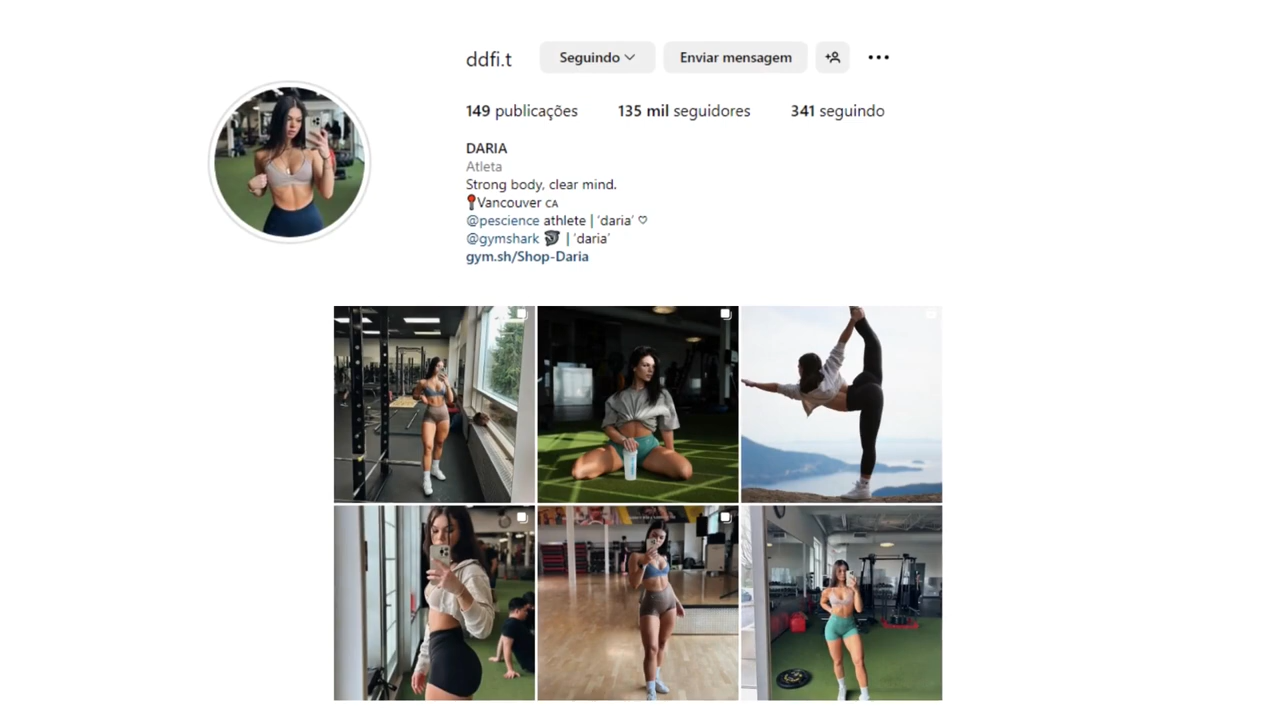 ddfi.t Seguindo Enviar mensagem
149 publicações 135 mil seguidores 341 seguindo
DARIA
Atleta
Strong body, clear mind.
📍Vancouver CA
@pescience athlete | ‘daria’ ♡
@gymshark 🦈 | ‘daria’
gym.sh/Shop-Daria